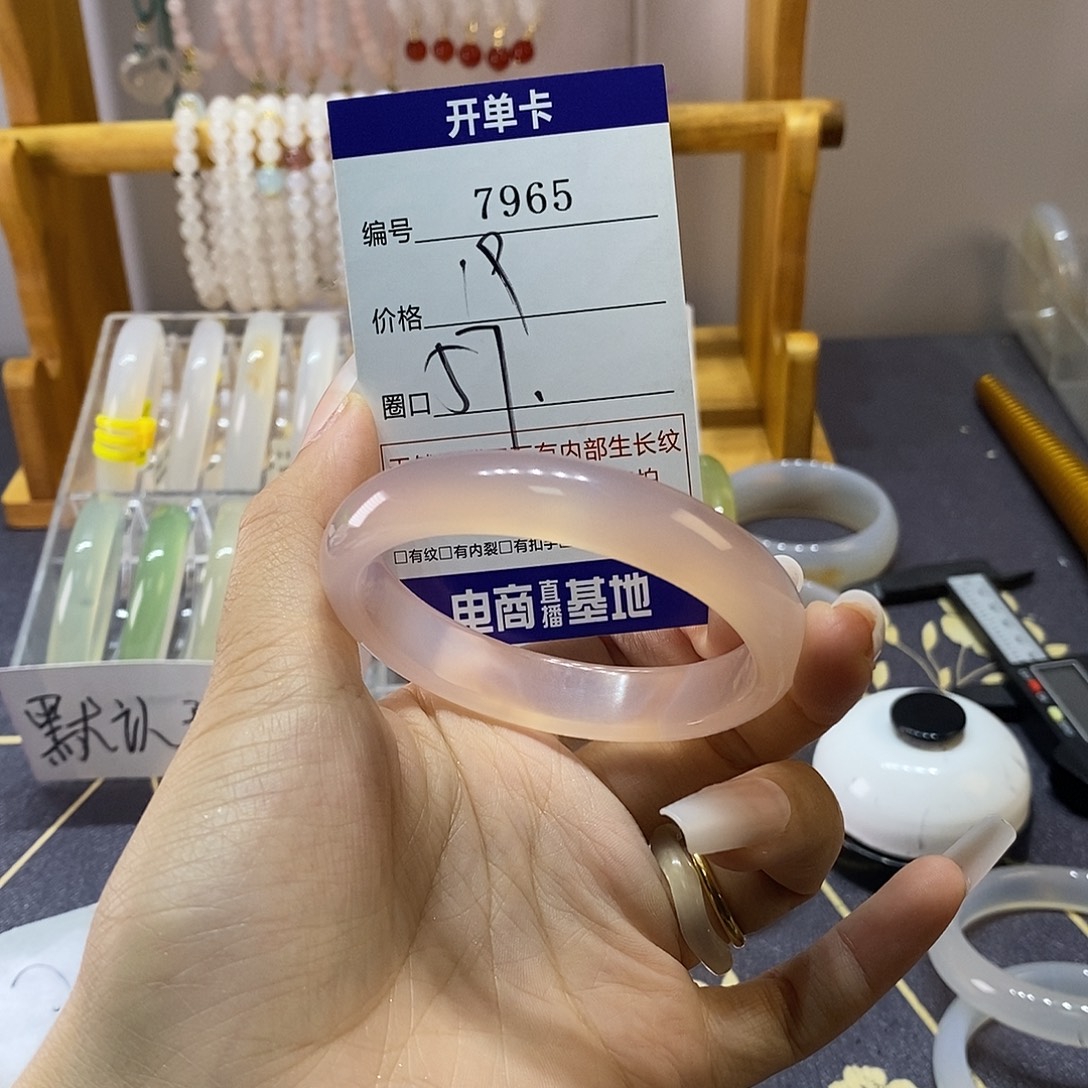 开单卡
编号 7965
价格 19
圈口 57.
有内部生长纹
□有纹□有内裂□有扣
电商直播基地
默认